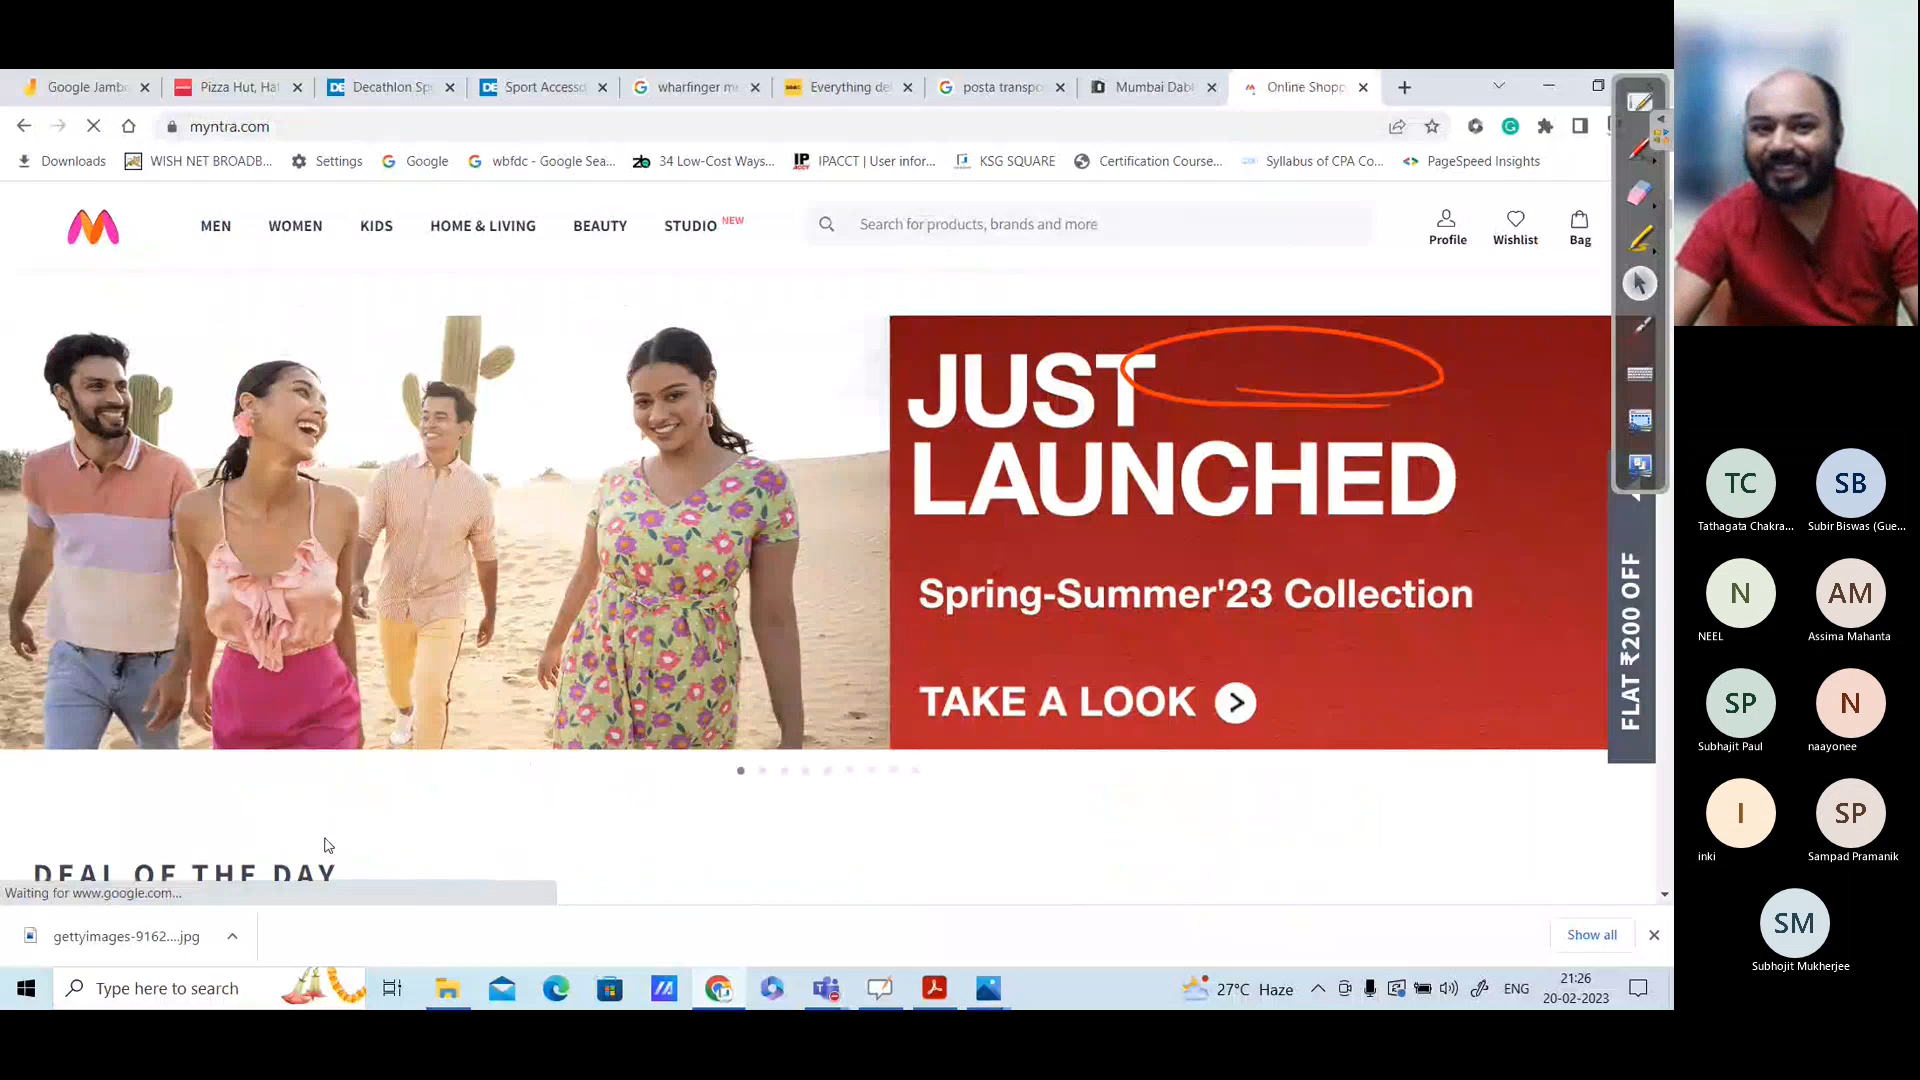 Google Jamb
Pizza Hut, Ha
Decathlon Sp
Sport Accesso
wharfinger m
Everything de
posta transpo
Mumbai Dab
Online Shopp
myntra.com
Downloads
WISH NET BROADB...
Settings
Google
wbfdc - Google Sea...
34 Low-Cost Ways...
IPACCT | User infor...
KSG SQUARE
Certification Course...
Syllabus of CPA Co...
PageSpeed Insights
MEN
WOMEN
KIDS
HOME & LIVING
BEAUTY
STUDIO NEW
Search for products, brands and more
Profile
Wishlist
Bag
JUST
LAUNCHED
Spring-Summer'23 Collection
TAKE A LOOK
FLAT ₹200 OFF
DEAL OF THE DAY
Waiting for www.google.com...
gettyimages-9162....jpg
Show all
Type here to search
27°C Haze
ENG
21:26
20-02-2023
TC
Tathagata Chakra...
SB
Subir Biswas (Gue...
N
NEEL
AM
Assima Mahanta
SP
Subhajit Paul
N
naayonee
I
inki
SP
Sampad Pramanik
SM
Subhojit Mukherjee